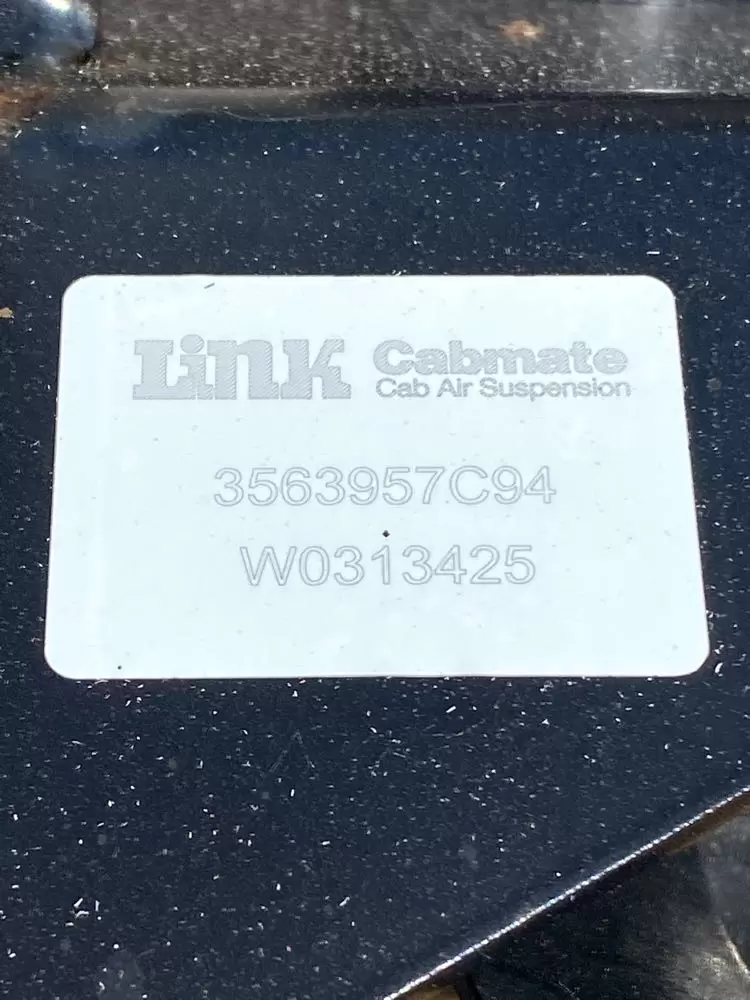 Link Cabmate
Cab Air Suspension
3563957C94
W0313425